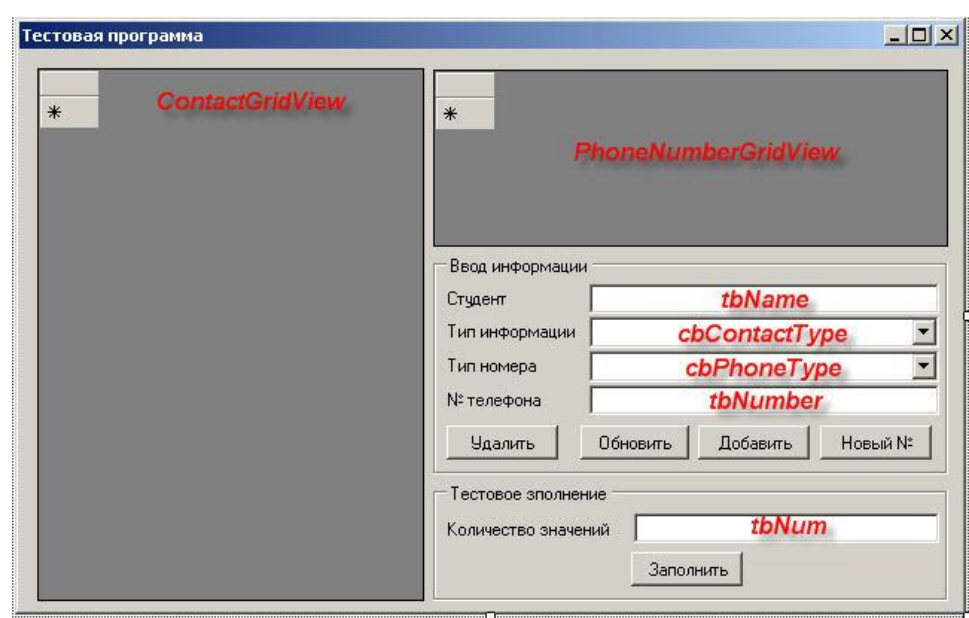 Тестовая программа
*
ContactGridView
*
PhoneNumberGridView
Ввод информации
Студент
tbName
Тип информации
cbContactType
Тип номера
cbPhoneType
№ телефона
tbNumber
Удалить
Обновить
Добавить
Новый №
Тестовое зполнение
Количество значений
tbNum
Заполнить